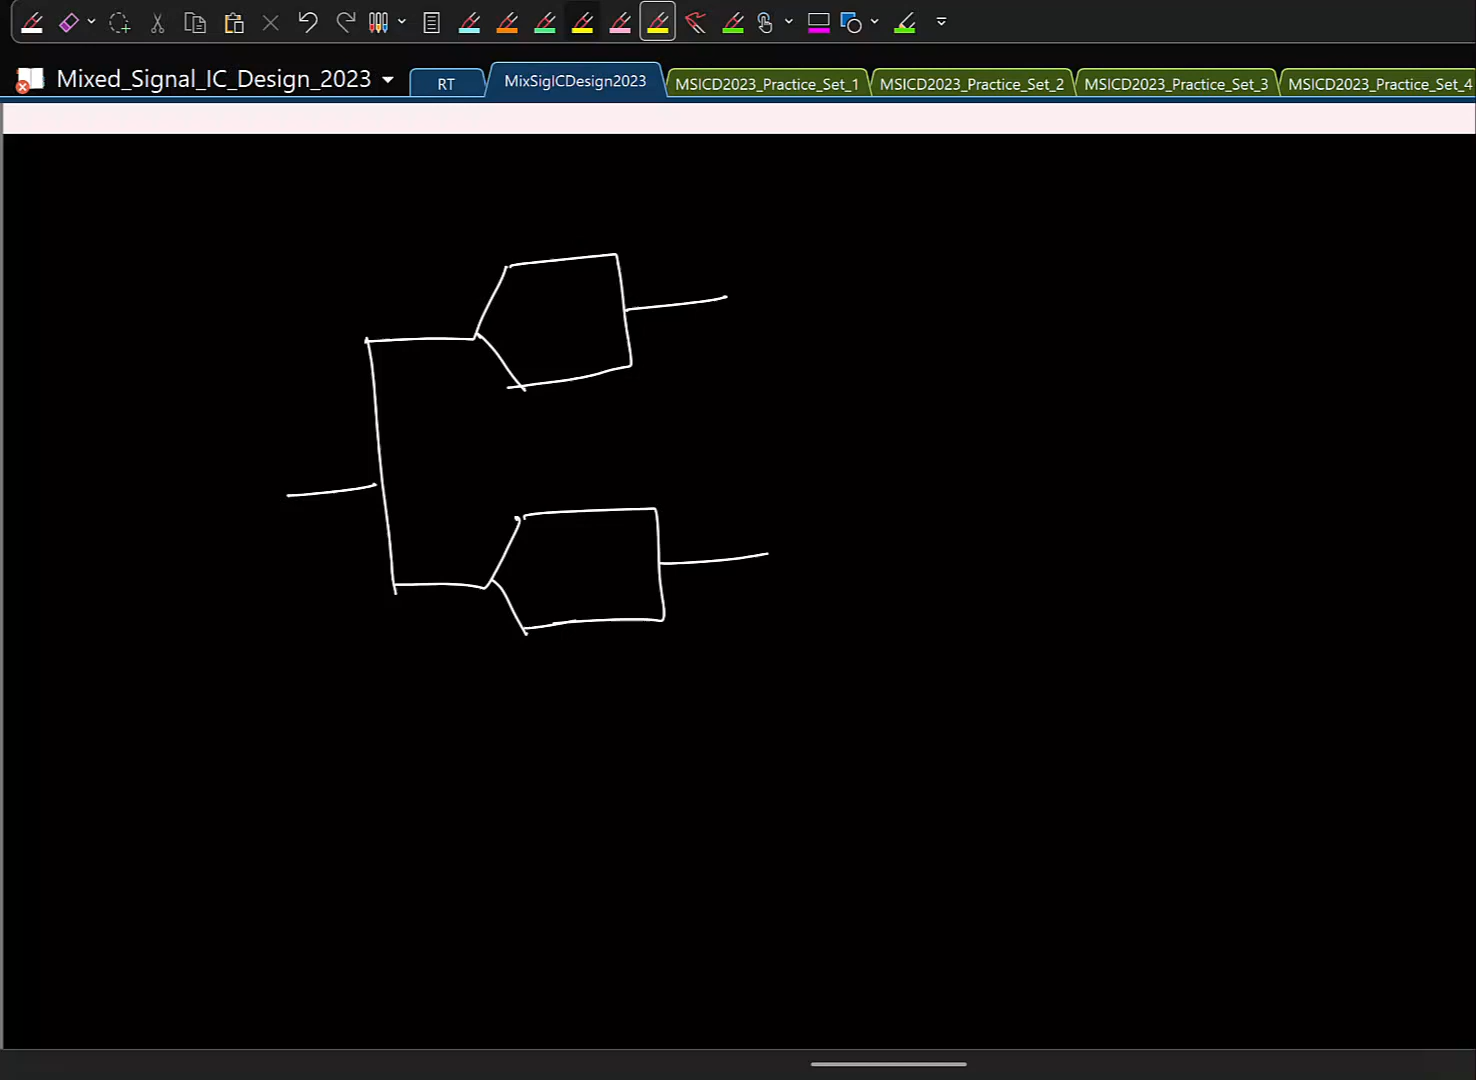 Mixed_Signal_IC_Design_2023
RT
MixSigICDesign2023
MSICD2023_Practice_Set_1
MSICD2023_Practice_Set_2
MSICD2023_Practice_Set_3
MSICD2023_Practice_Set_4